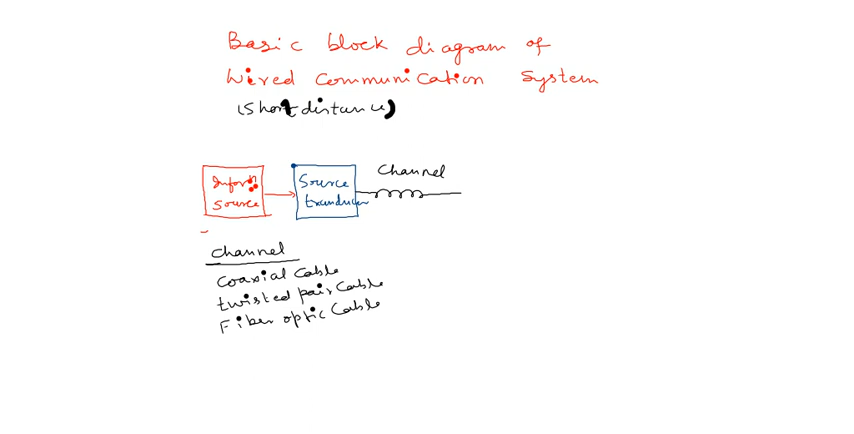 Basic block diagram of
Wired Communication System
(Short distance)
Channel
Inform
Source
Source
tranducer
Channel
Coaxial Cable
twisted pair Cable
Fiber optic Cable